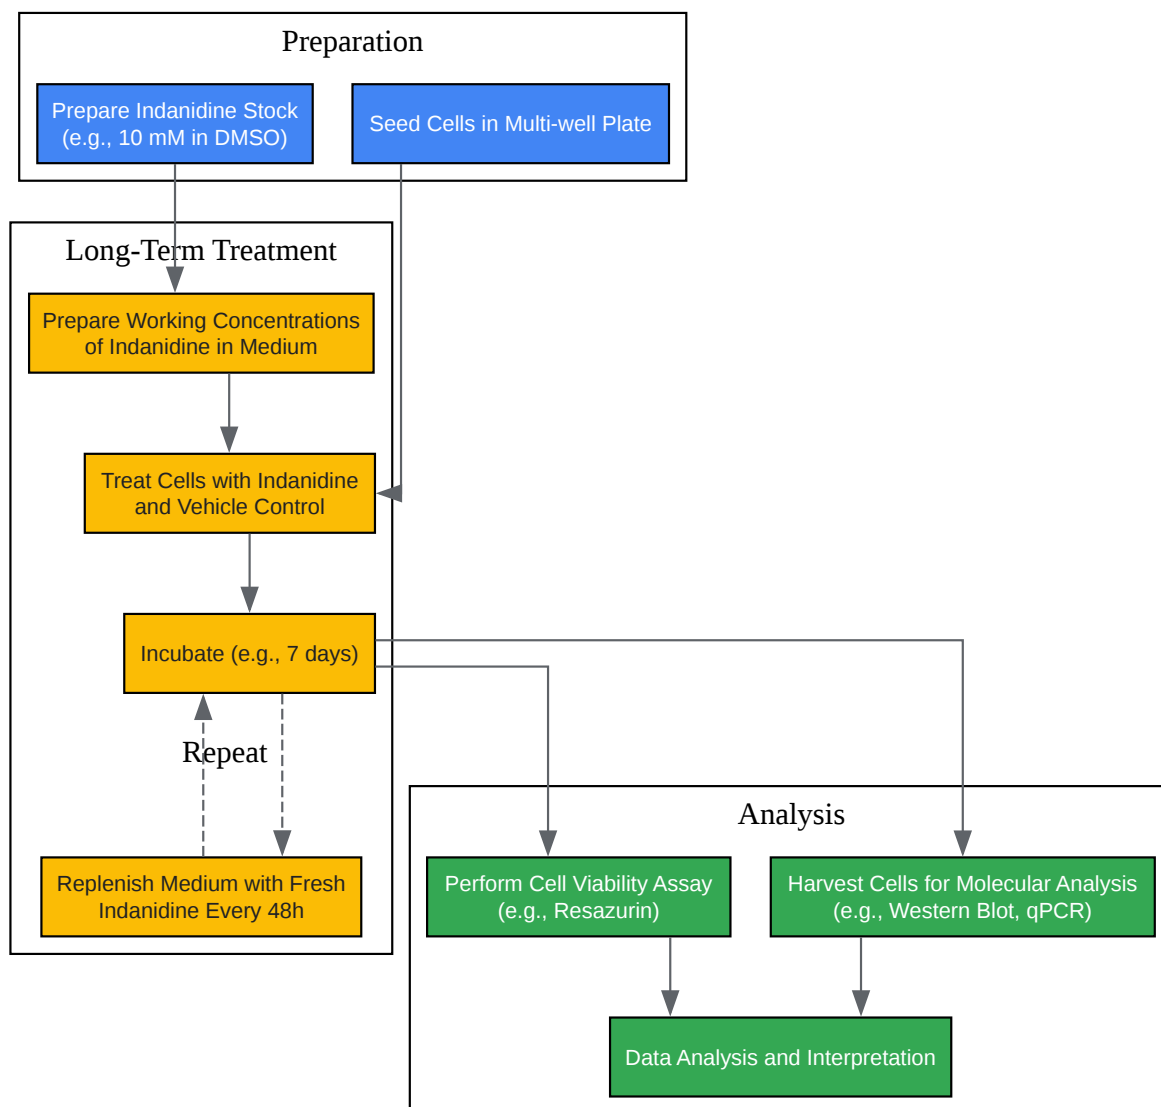 Preparation
Prepare Indanidine Stock
(e.g., 10 mM in DMSO)
Seed Cells in Multi-well Plate
Long-Term Treatment
Prepare Working Concentrations
of Indanidine in Medium
Treat Cells with Indanidine
and Vehicle Control
Incubate (e.g., 7 days)
Repeat
Replenish Medium with Fresh
Indanidine Every 48h
Analysis
Perform Cell Viability Assay
(e.g., Resazurin)
Harvest Cells for Molecular Analysis
(e.g., Western Blot, qPCR)
Data Analysis and Interpretation